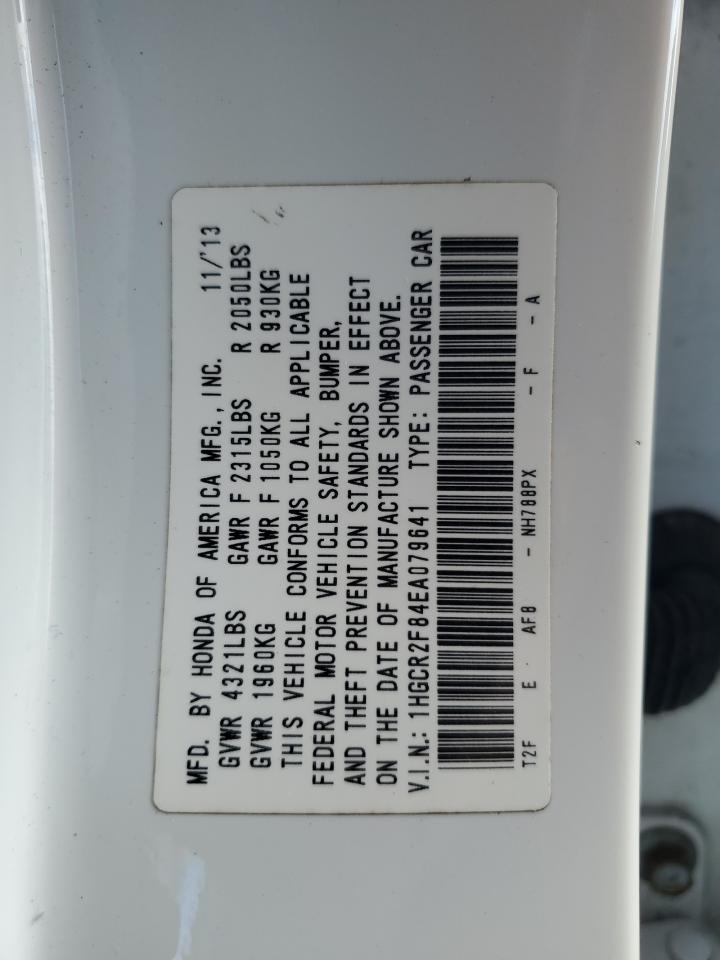 MFD. BY HONDA OF AMERICA MFG., INC. 11/'13
GVWR 4321LBS GAWR F 2315LBS R 2050LBS
GVWR 1960KG GAWR F 1050KG R 930KG
THIS VEHICLE CONFORMS TO ALL APPLICABLE
FEDERAL MOTOR VEHICLE SAFETY, BUMPER,
AND THEFT PREVENTION STANDARDS IN EFFECT
ON THE DATE OF MANUFACTURE SHOWN ABOVE.
V.I.N.: 1HGCR2F84EA079641 TYPE: PASSENGER CAR
T2F E AF8 - NH788PX - F - A